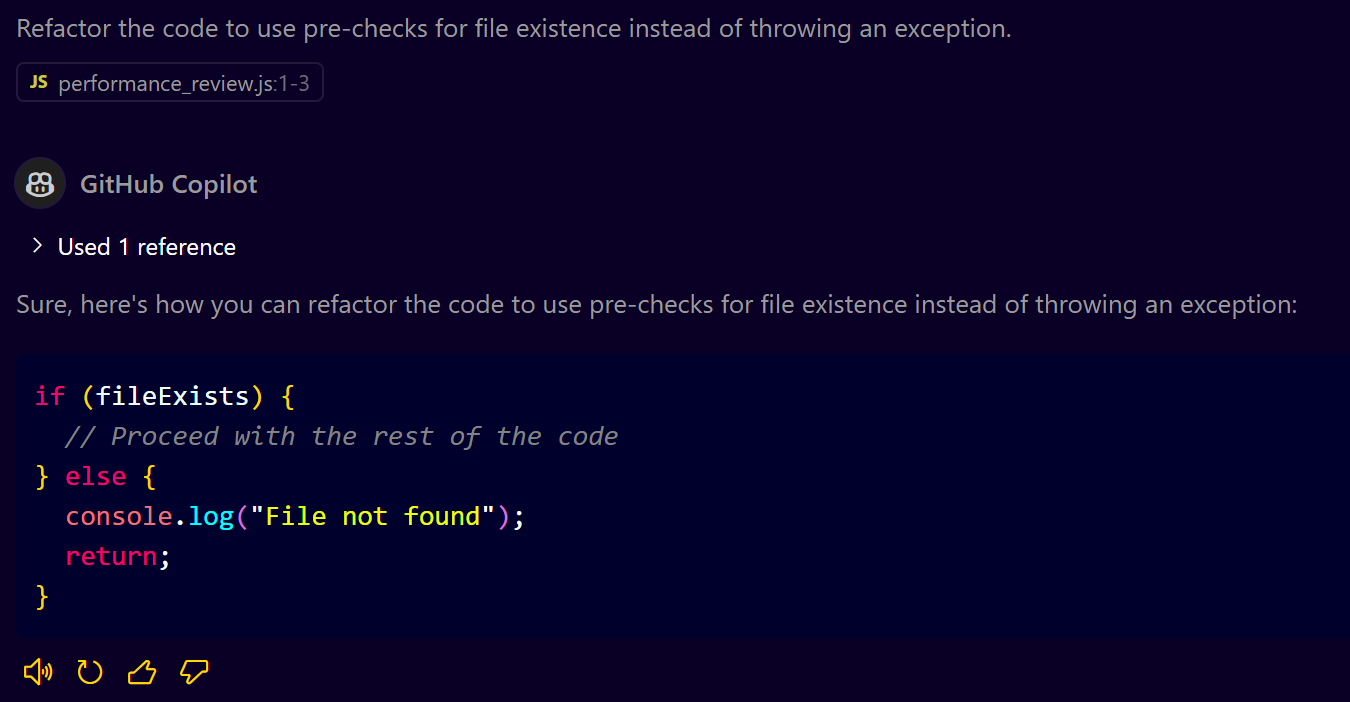 Refactor the code to use pre-checks for file existence instead of throwing an exception.
JS performance_review.js:1-3
GitHub Copilot
Used 1 reference
Sure, here's how you can refactor the code to use pre-checks for file existence instead of throwing an exception:
if (fileExists) {
  // Proceed with the rest of the code
} else {
  console.log("File not found");
  return;
}